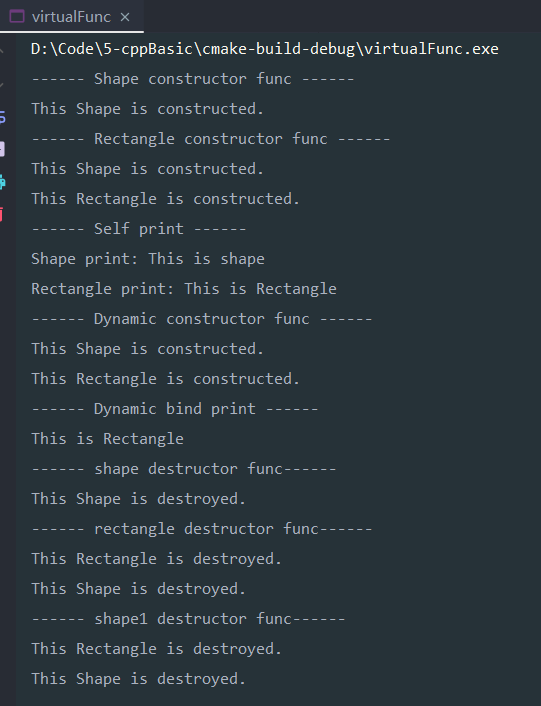 virtualFunc ×
D:\Code\5-cppBasic\cmake-build-debug\virtualFunc.exe
------ Shape constructor func ------
This Shape is constructed.
------ Rectangle constructor func ------
This Shape is constructed.
This Rectangle is constructed.
------ Self print ------
Shape print: This is shape
Rectangle print: This is Rectangle
------ Dynamic constructor func ------
This Shape is constructed.
This Rectangle is constructed.
------ Dynamic bind print ------
This is Rectangle
------ shape destructor func------
This Shape is destroyed.
------ rectangle destructor func------
This Rectangle is destroyed.
This Shape is destroyed.
------ shape1 destructor func------
This Rectangle is destroyed.
This Shape is destroyed.